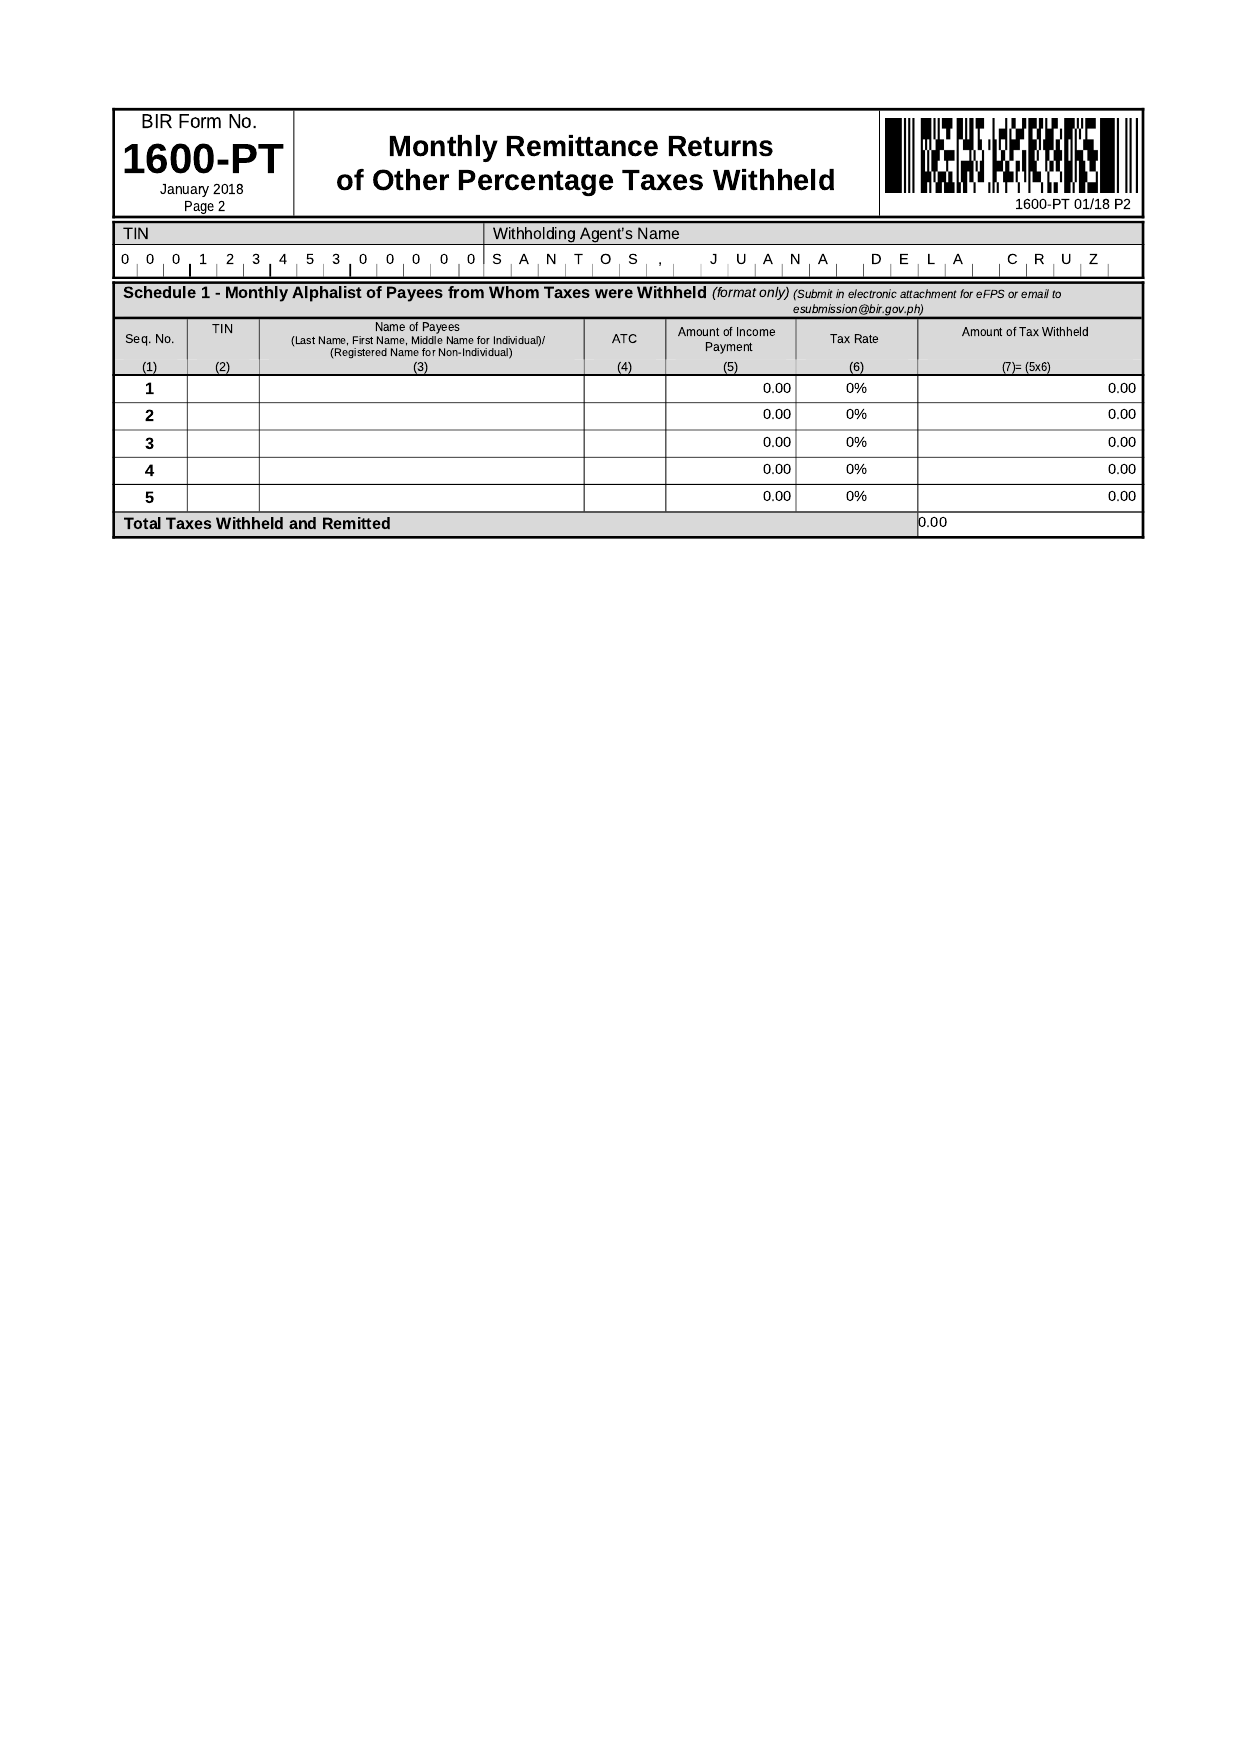 BIR Form No.
1600-PT
January 2018
Page 2
Monthly Remittance Returns
of Other Percentage Taxes Withheld
1600-PT 01/18 P2
TIN Withholding Agent's Name
0 0 0 1 2 3 4 5 3 0 0 0 0 0 S A N T O S , J U A N A D E L A C R U Z
Schedule 1 - Monthly Alphalist of Payees from Whom Taxes were Withheld (format only) (Submit in electronic attachment for eFPS or email to
esubmission@bir.gov.ph)
Seq. No.
(1)
TIN
(2)
Name of Payees
(Last Name, First Name, Middle Name for Individual)/
(Registered Name for Non-Individual)
(3)
ATC
(4)
Amount of Income
Payment
(5)
Tax Rate
(6)
Amount of Tax Withheld
(7)= (5x6)
1 0.00 0% 0.00
2 0.00 0% 0.00
3 0.00 0% 0.00
4 0.00 0% 0.00
5 0.00 0% 0.00
Total Taxes Withheld and Remitted 0.00